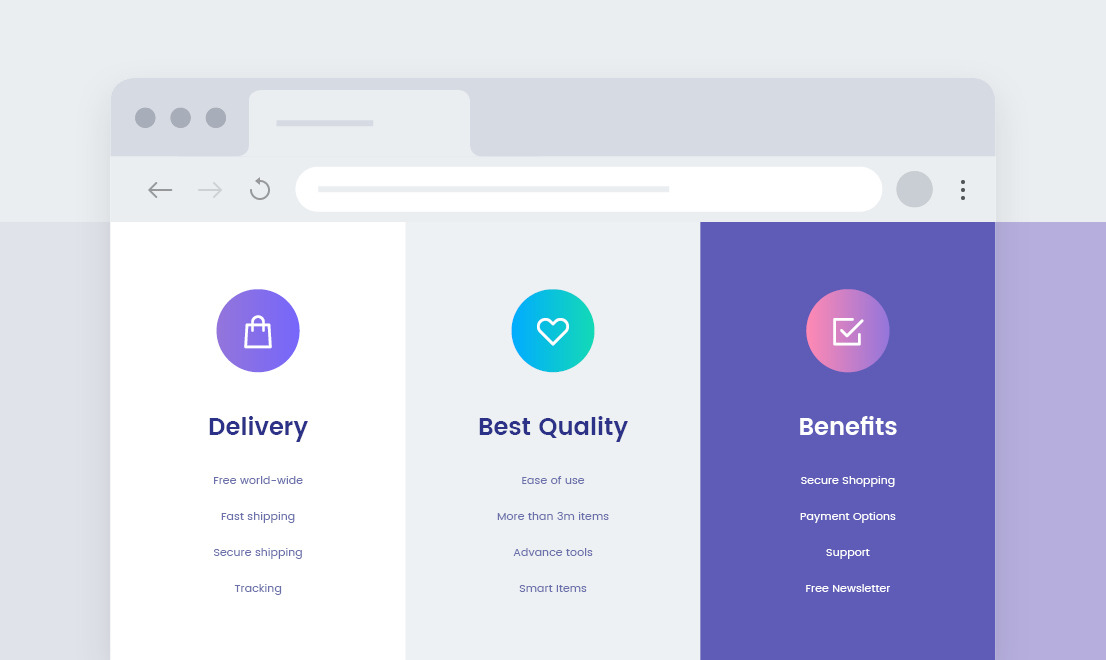 Delivery
Free world-wide
Fast shipping
Secure shipping
Tracking
Best Quality
Ease of use
More than 3m items
Advance tools
Smart Items
Benefits
Secure Shopping
Payment Options
Support
Free Newsletter